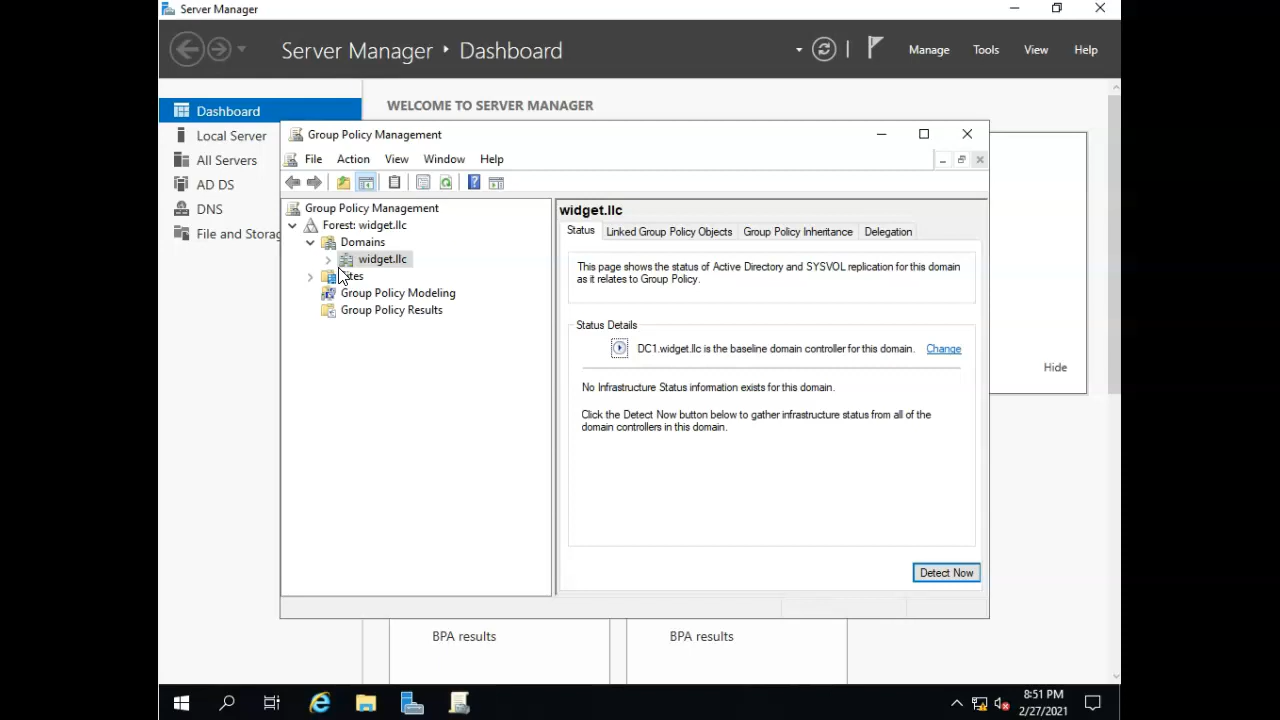 Server Manager
Server Manager • Dashboard
Manage
Tools
View
Help
Dashboard
Local Server
All Servers
AD DS
DNS
File and Storag
WELCOME TO SERVER MANAGER
Group Policy Management
File
Action
View
Window
Help
Group Policy Management
Forest: widget.llc
Domains
widget.llc
Group Policy Modeling
Group Policy Results
widget.llc
Status
Linked Group Policy Objects
Group Policy Inheritance
Delegation
This page shows the status of Active Directory and SYSVOL replication for this domain
as it relates to Group Policy.
Status Details
DC1.widget.llc is the baseline domain controller for this domain.
Change
No Infrastructure Status information exists for this domain.
Click the Detect Now button below to gather infrastructure status from all of the
domain controllers in this domain.
Detect Now
Hide
BPA results
BPA results
8:51 PM
2/27/2021